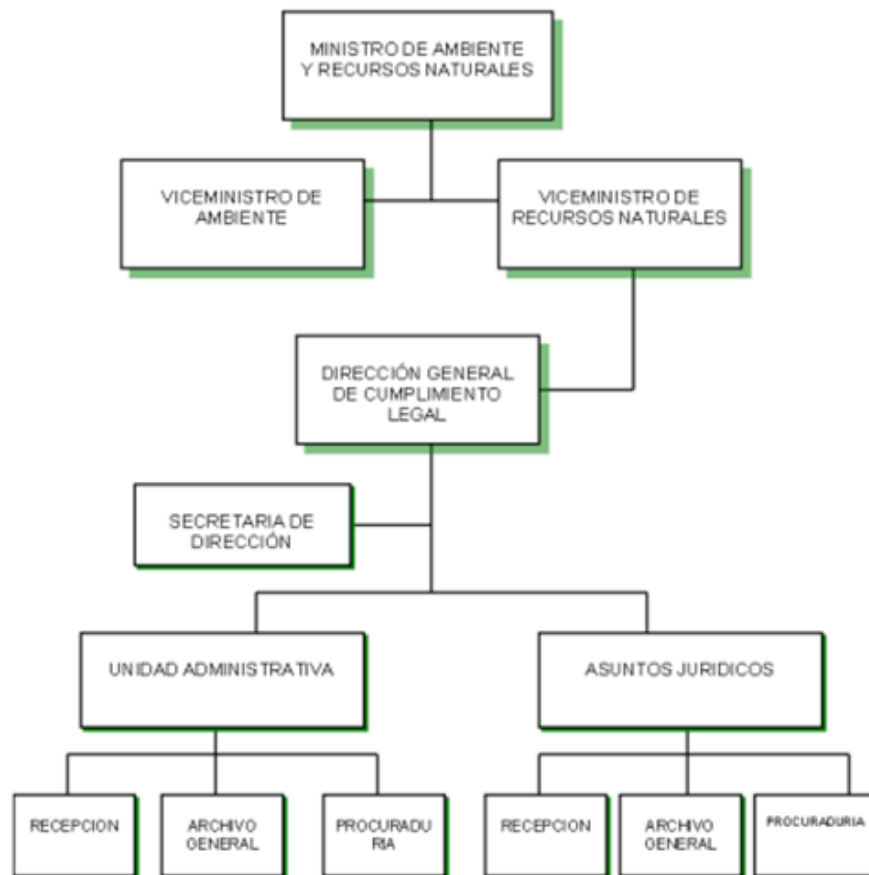 MINISTRO DE AMBIENTE
Y RECURSOS NATURALES
VICEMINISTRO DE
AMBIENTE
VICEMINISTRO DE
RECURSOS NATURALES
DIRECCIÓN GENERAL
DE CUMPLIMIENTO
LEGAL
SECRETARIA DE
DIRECCIÓN
UNIDAD ADMINISTRATIVA
ASUNTOS JURIDICOS
RECEPCION
ARCHIVO
GENERAL
PROCURADU
RIA
RECEPCION
ARCHIVO
GENERAL
PROCURADURIA